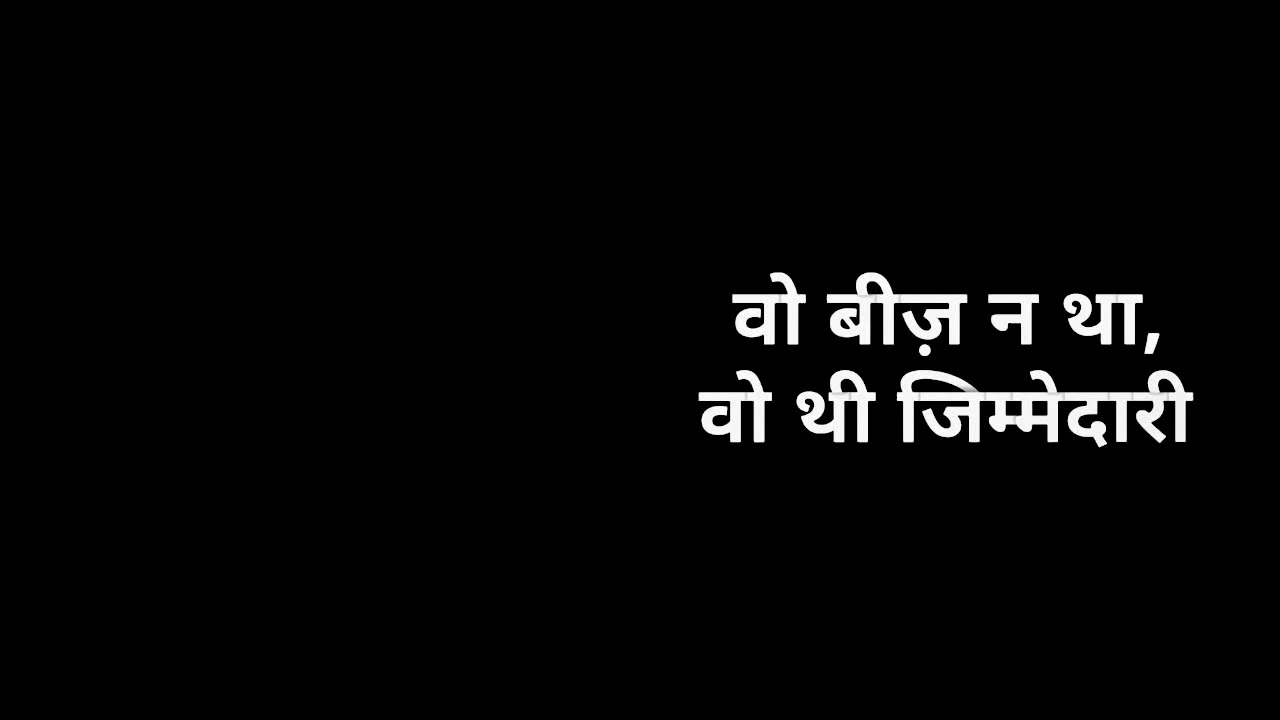 वो बीज़ न था,
वो थी जिम्मेदारी